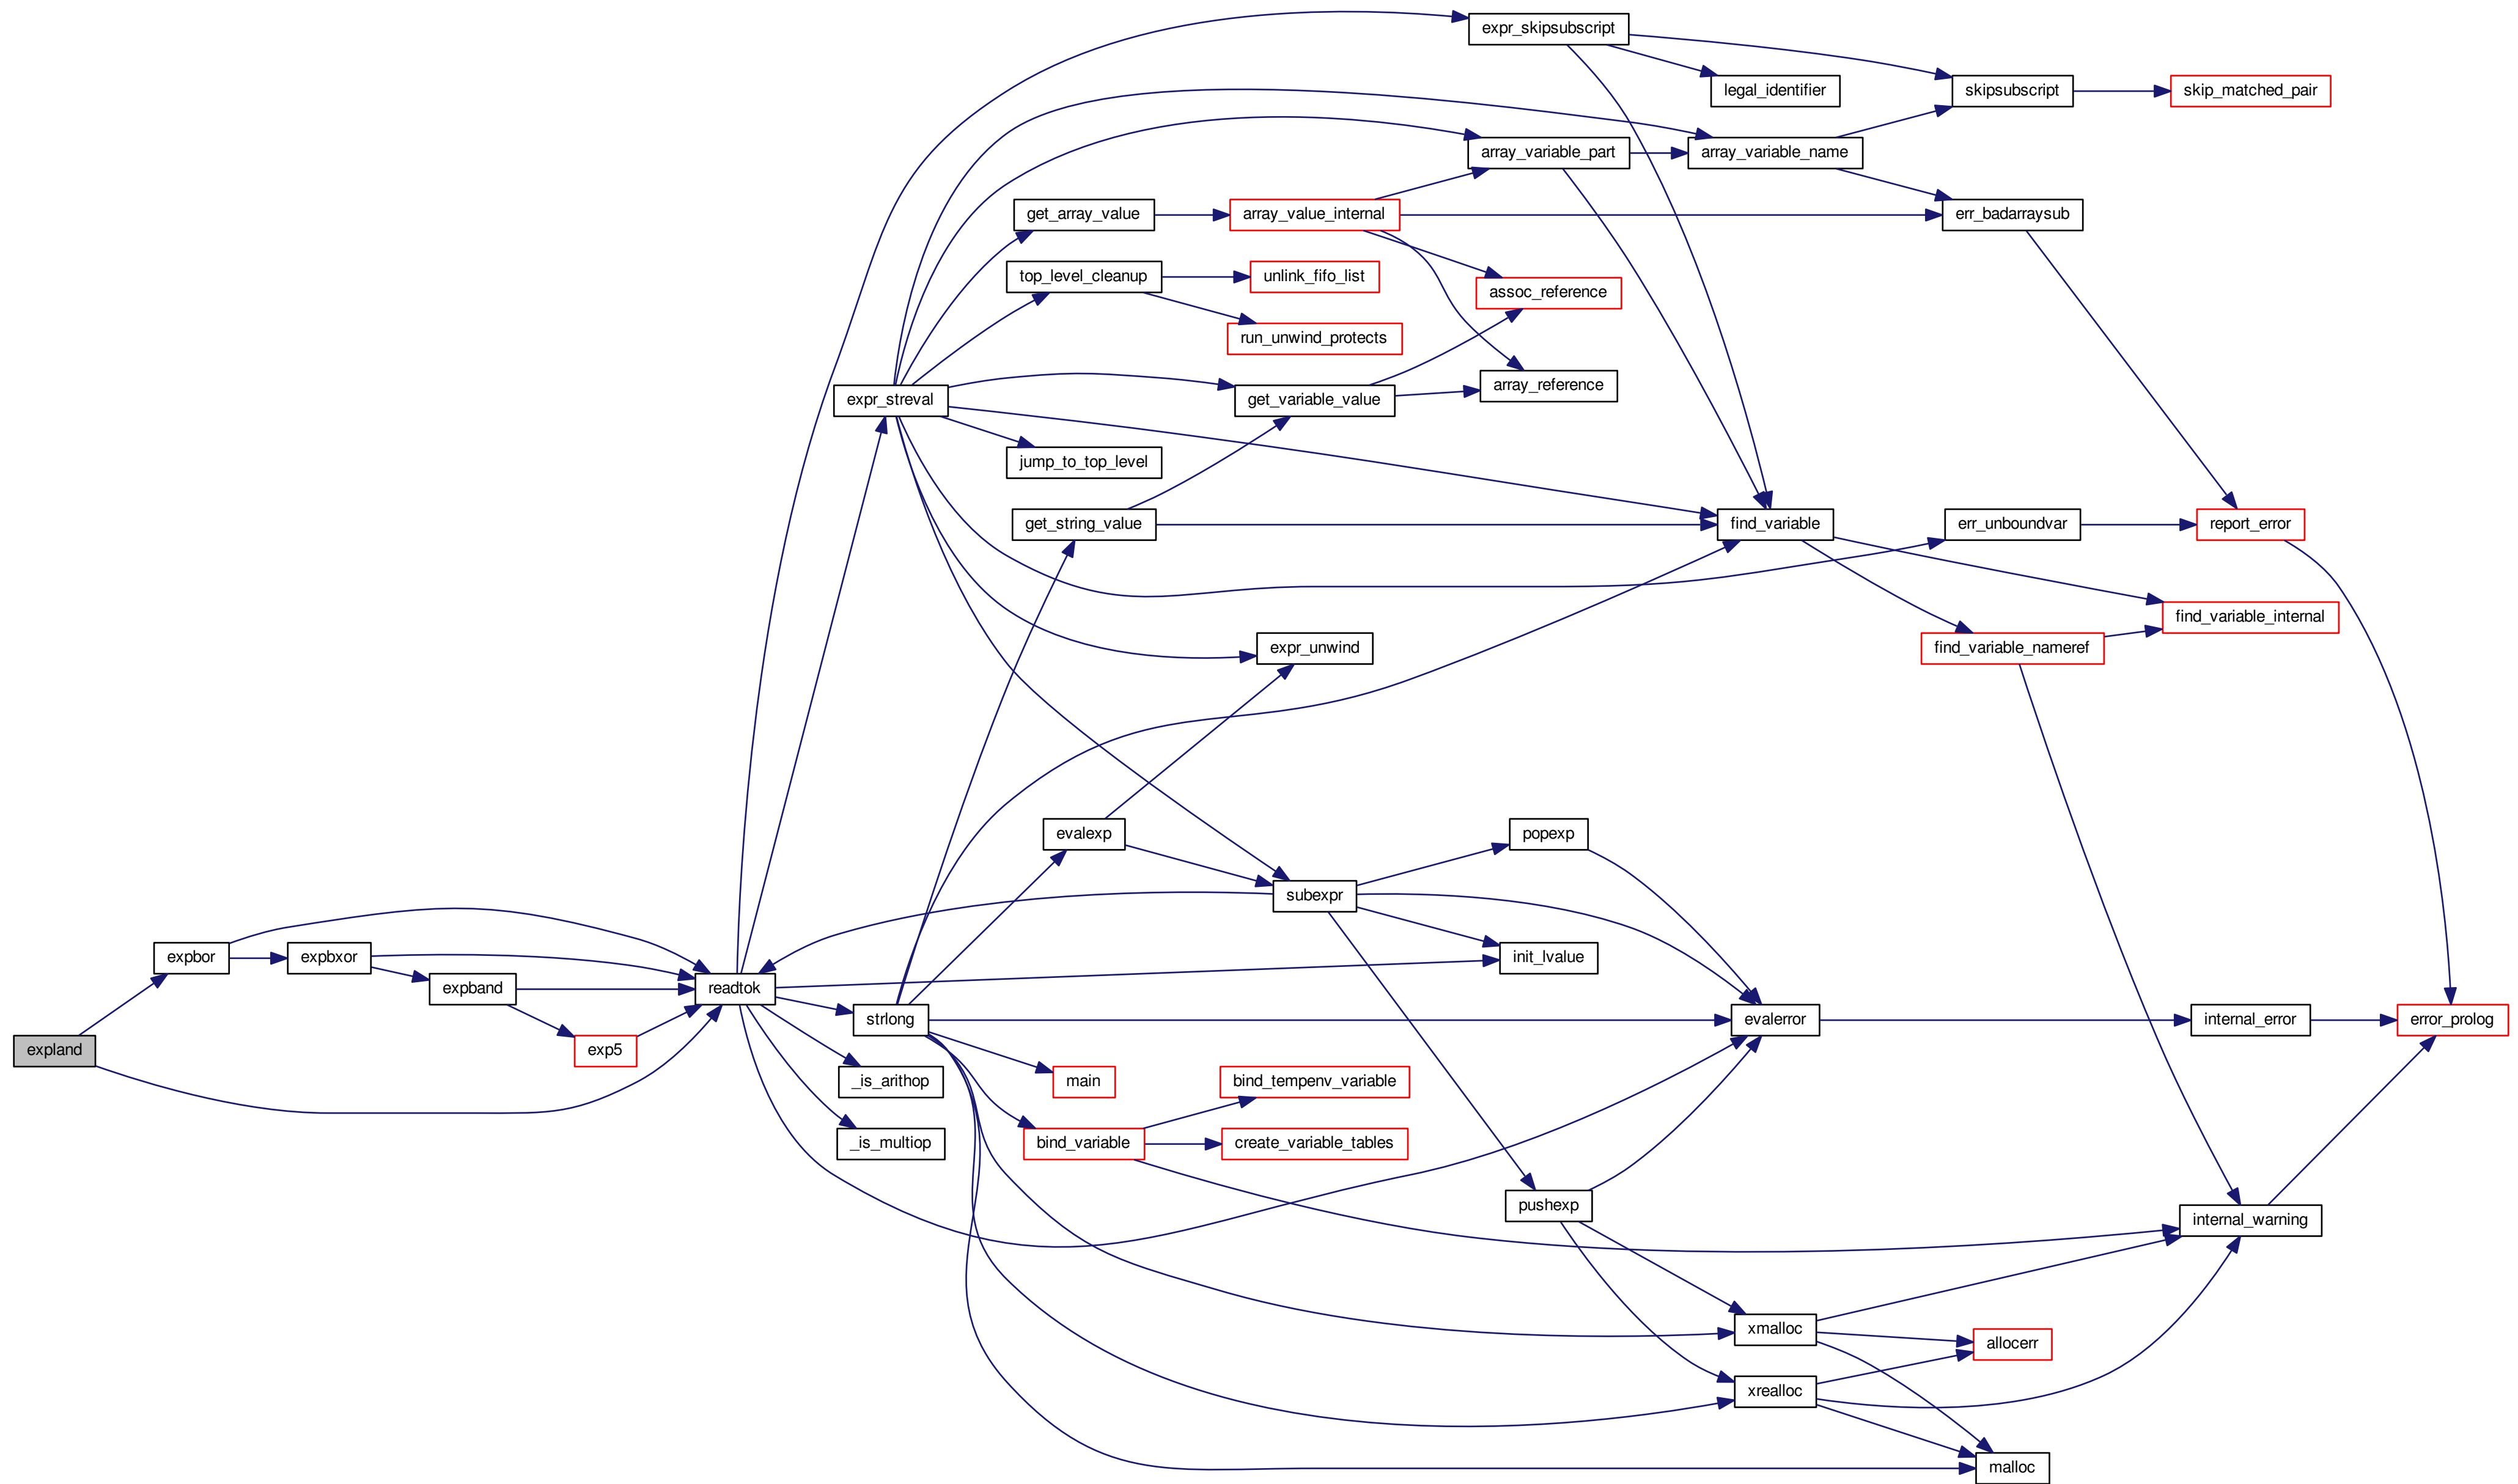 expr_skipsubscript
legal_identifier
skipsubscript
skip_matched_pair
array_variable_part
array_variable_name
get_array_value
array_value_internal
err_badarraysub
top_level_cleanup
unlink_fifo_list
assoc_reference
run_unwind_protects
expr_streval
get_variable_value
array_reference
jump_to_top_level
get_string_value
find_variable
err_unboundvar
report_error
find_variable_internal
expr_unwind
find_variable_nameref
evalexp
popexp
subexpr
expbor
expbxor
init_lvalue
expband
readtok
strlong
evalerror
internal_error
error_prolog
expland
exp5
_is_arithop
main
bind_tempenv_variable
_is_multiop
bind_variable
create_variable_tables
pushexp
internal_warning
xmalloc
allocerr
xrealloc
malloc